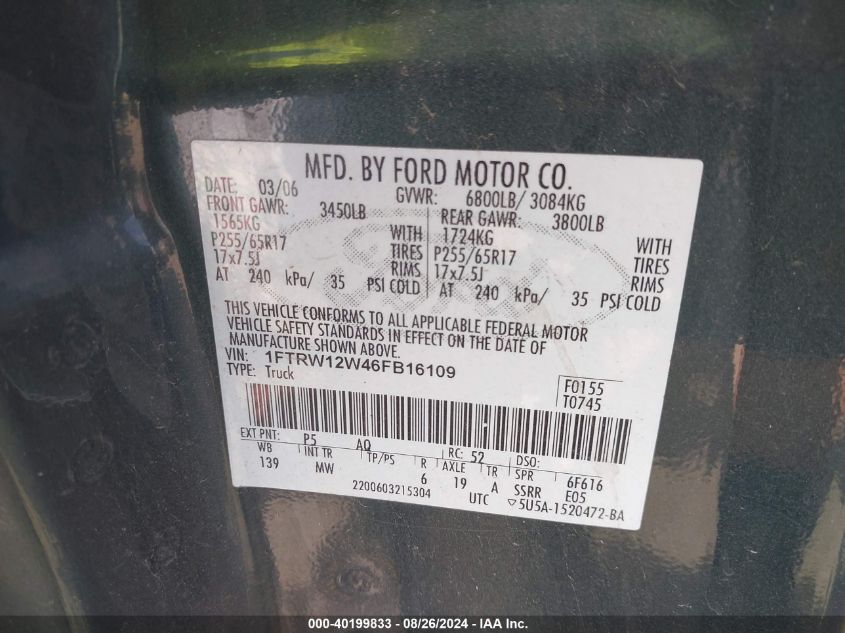 MFD. BY FORD MOTOR CO.
DATE: 03/06 GVWR: 6800LB/ 3084KG
FRONT GAWR: 3450LB REAR GAWR: 3800LB
1565KG WITH 1724KG WITH
P255/65R17 TIRES P255/65R17 TIRES
17x7.5J RIMS 17x7.5J RIMS
AT 240 kPa/ 35 PSI COLD AT 240 kPa/ 35 PSI COLD
THIS VEHICLE CONFORMS TO ALL APPLICABLE FEDERAL MOTOR
VEHICLE SAFETY STANDARDS IN EFFECT ON THE DATE OF
MANUFACTURE SHOWN ABOVE.
VIN: 1FTRW12W46FB16109
TYPE: Truck
F0155
T0745
EXT PNT: P5 AQ RC: 52 DSO:
WB INT TR TP/PS R AXLE TR SPR 6F616
139 MW 6 19 A SSRR E05
2200603215304 UTC ▽5U5A-1520472-BA
000-40199833 - 08/26/2024 - IAA Inc.